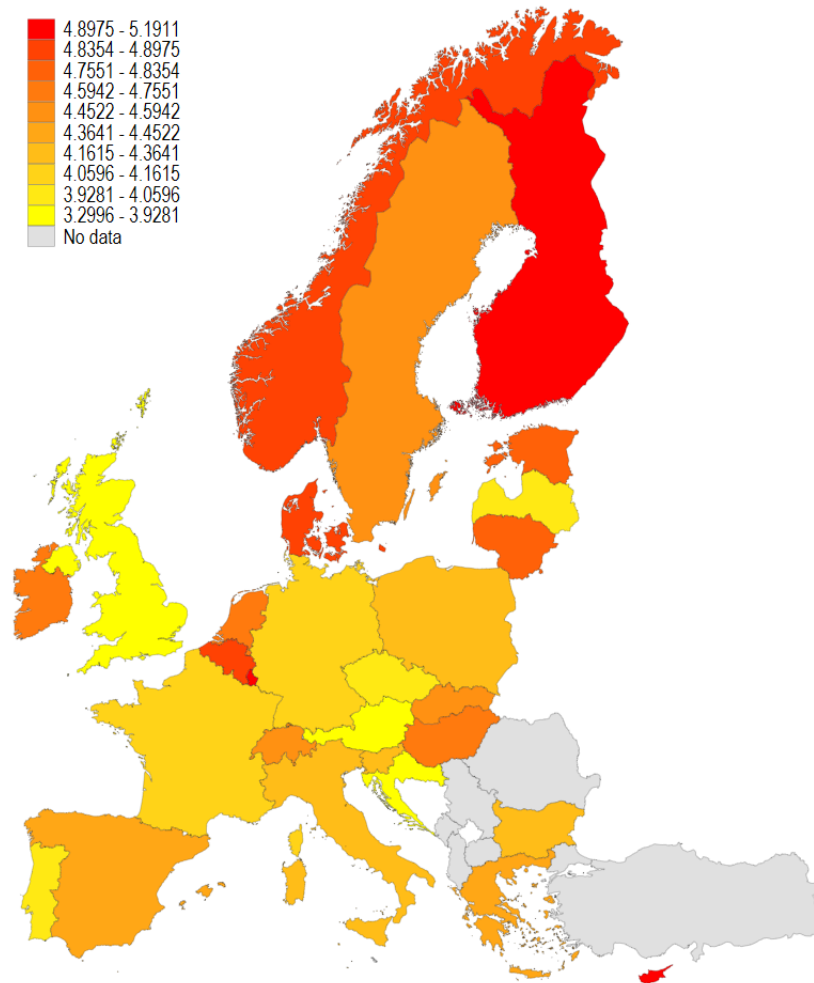 4.8975 - 5.1911
4.8354 - 4.8975
4.7551 - 4.8354
4.5942 - 4.7551
4.4522 - 4.5942
4.3641 - 4.4522
4.1615 - 4.3641
4.0596 - 4.1615
3.9281 - 4.0596
3.2996 - 3.9281
No data